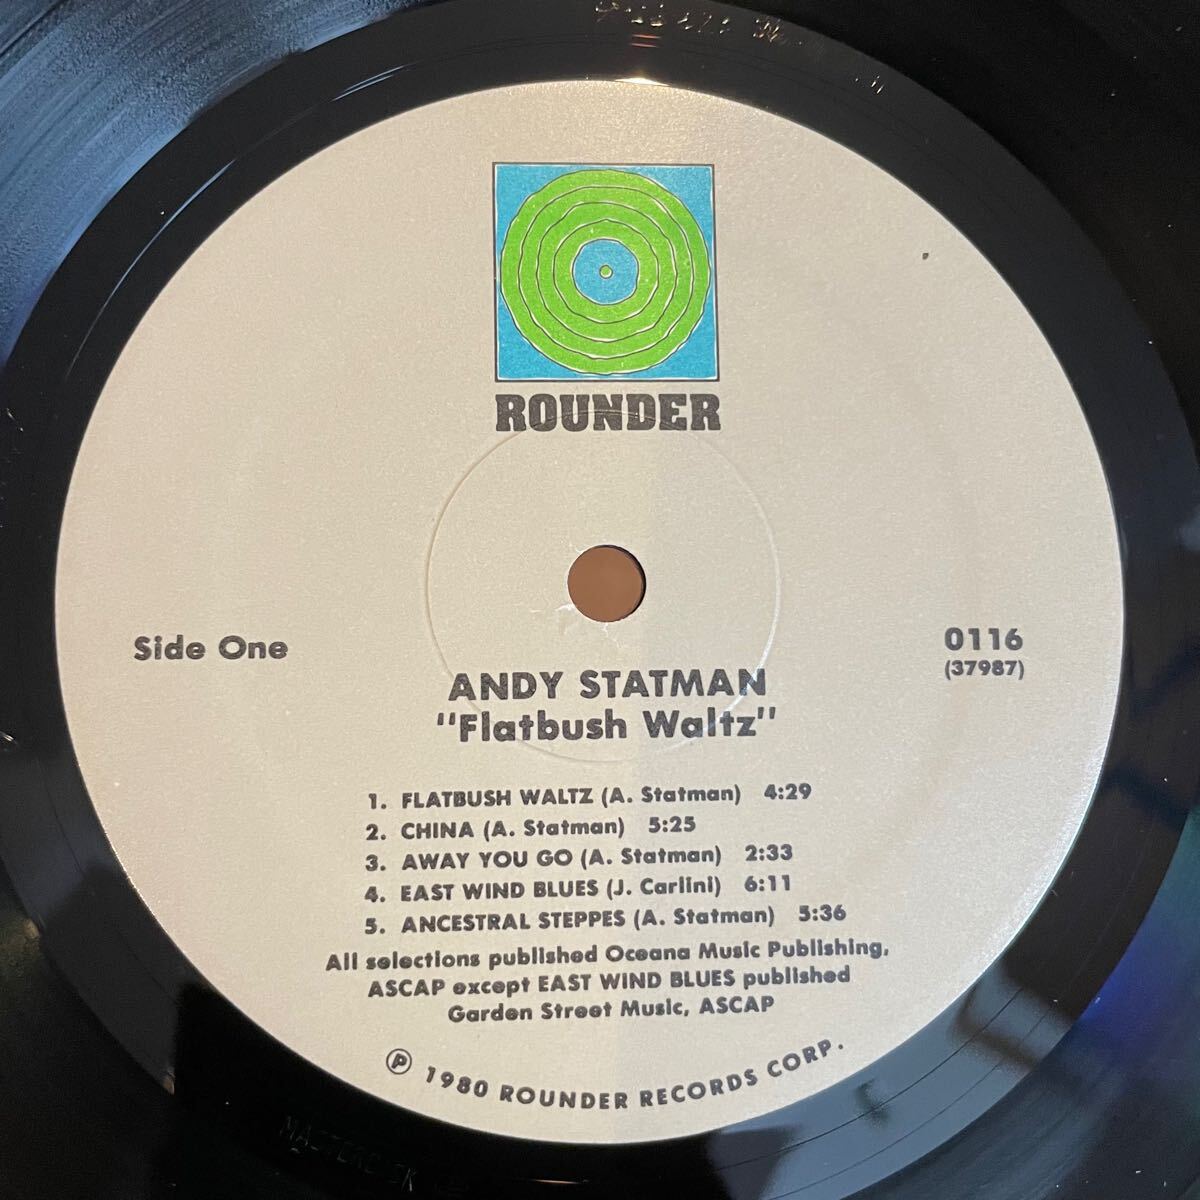 ROUNDER
Side One
0116
(37987)
ANDY STATMAN
"Flatbush Waltz"
1. FLATBUSH WALTZ (A. Statman) 4:29
2. CHINA (A. Statman) 5:25
3. AWAY YOU GO (A. Statman) 2:33
4. EAST WIND BLUES (J. Carlini) 6:11
5. ANCESTRAL STEPPES (A. Statman) 5:36
All selections published Oceana Music Publishing,
ASCAP except EAST WIND BLUES published
Garden Street Music, ASCAP
℗ 1980 ROUNDER RECORDS CORP.
MASTERDISK